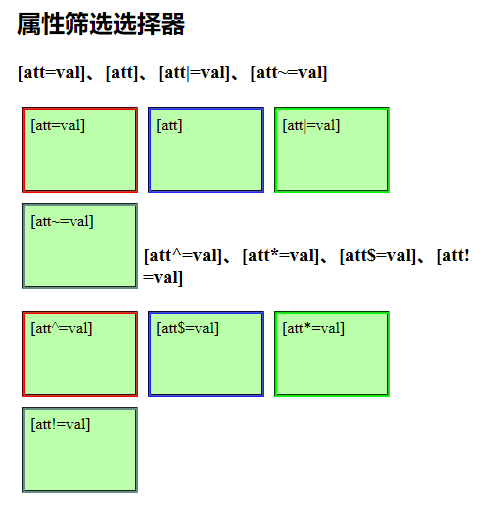 属性筛选选择器
[att=val]、[att]、[att|=val]、[att~=val]
[att=val]
[att]
[att|=val]
[att~=val]
[att^=val]、[att*=val]、[att$=val]、[att!
=val]
[att^=val]
[att$=val]
[att*=val]
[att!=val]